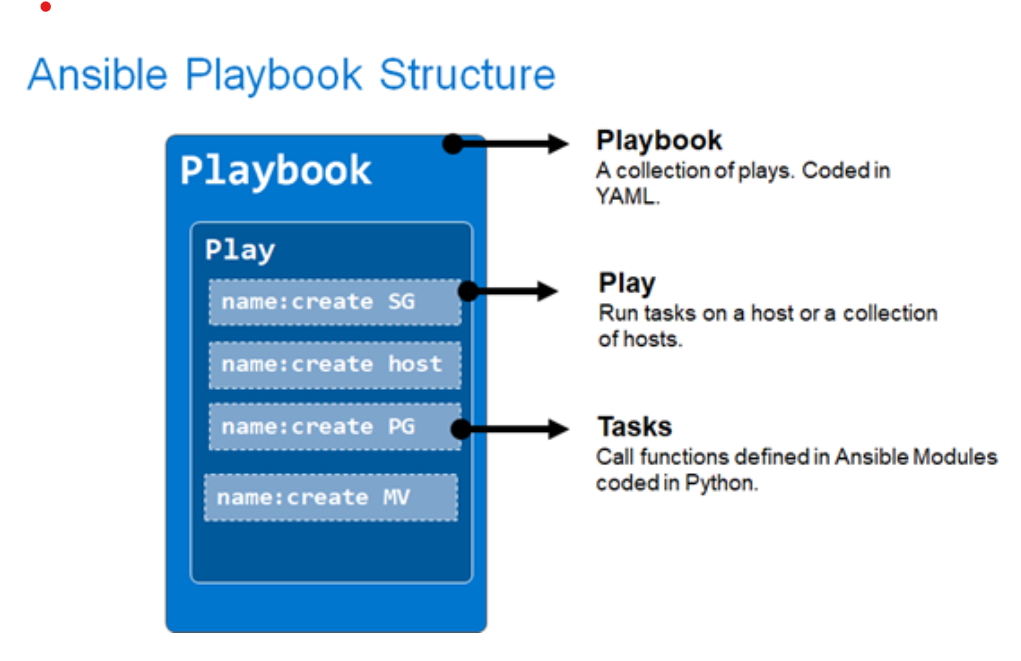 Ansible Playbook Structure
Playbook
Play
name:create SG
name:create host
name:create PG
name:create MV
Playbook
A collection of plays. Coded in
YAML.
Play
Run tasks on a host or a collection
of hosts.
Tasks
Call functions defined in Ansible Modules
coded in Python.